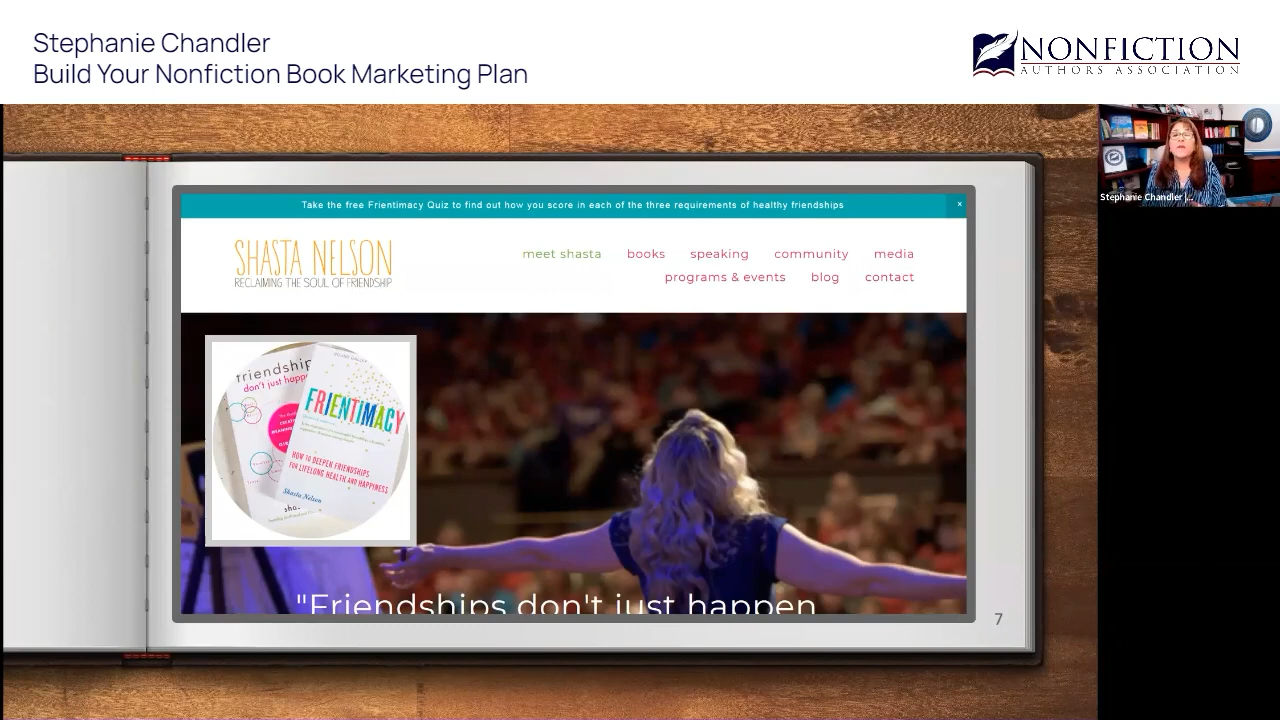 Stephanie Chandler
Build Your Nonfiction Book Marketing Plan
NONFICTION
AUTHORS ASSOCIATION
Stephanie Chandler |...
Take the free Frientimacy Quiz to find out how you score in each of the three requirements of healthy friendships
x
SHASTA NELSON
RECLAIMING THE SOUL OF FRIENDSHIP
meet shasta books speaking community media
programs & events blog contact
friendship
don't just happ
FRIENTIMACY
HOW TO DEEPEN FRIENDSHIPS
FOR LIFELONG HEALTH AND HAPPINESS
Shasta Nelson
sha
"Friendships don't just happen
7